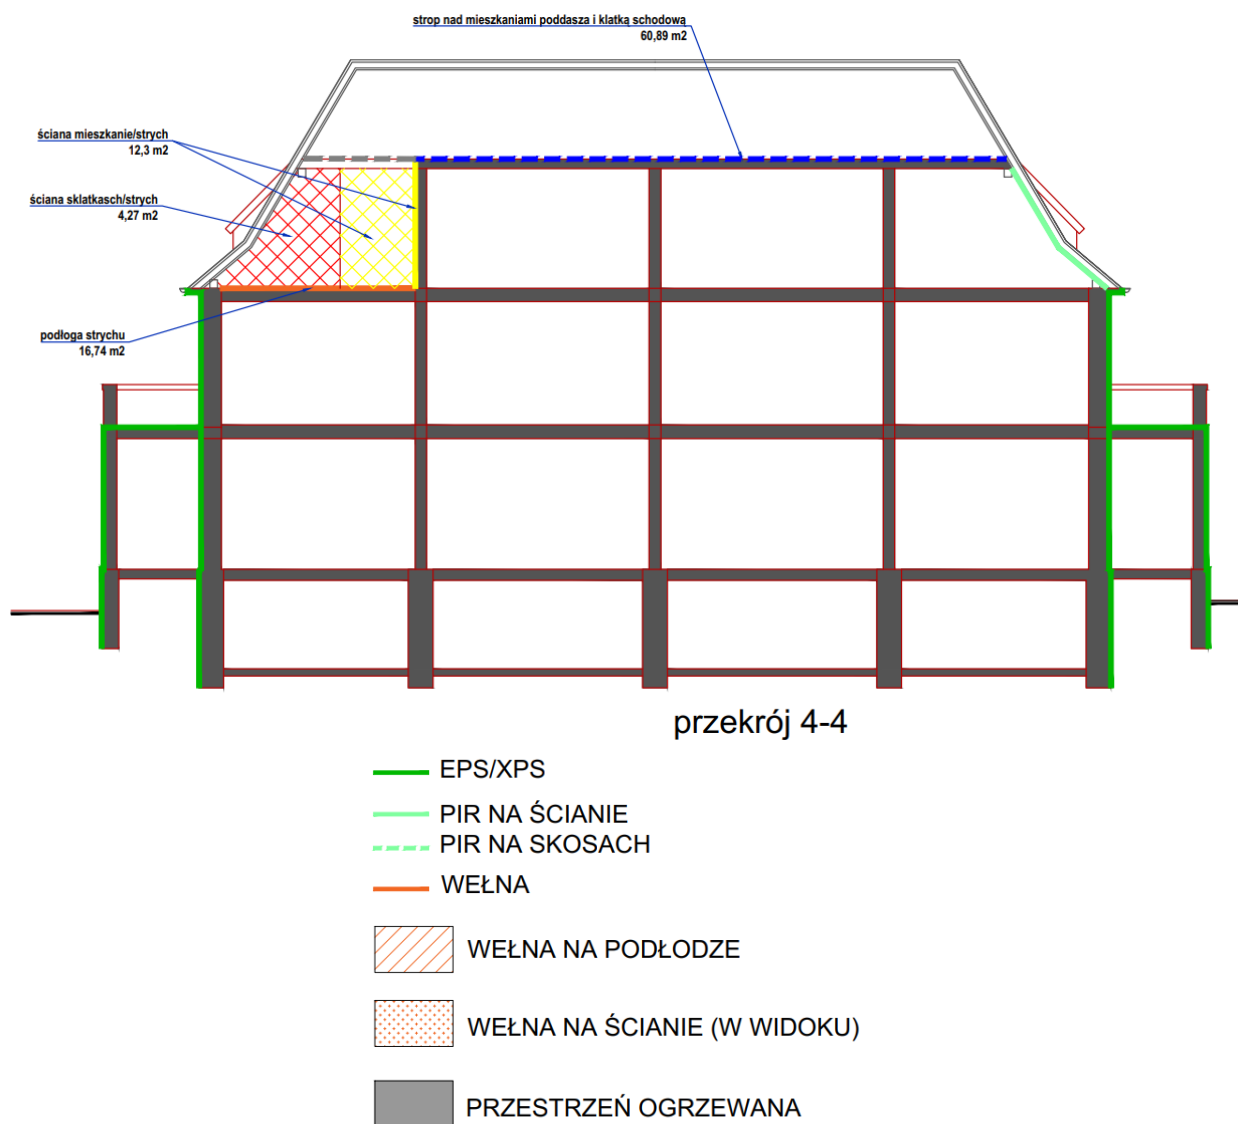 strop nad mieszkaniami poddasza i klatką schodową
60,89 m2
ściana mieszkanie/strych
12,3 m2
ściana sklatkasch/strych
4,27 m2
podłoga strychu
16,74 m2
przekrój 4-4
EPS/XPS
PIR NA ŚCIANIE
PIR NA SKOSACH
WEŁNA
WEŁNA NA PODŁODZE
WEŁNA NA ŚCIANIE (W WIDOKU)
PRZESTRZEŃ OGRZEWANA